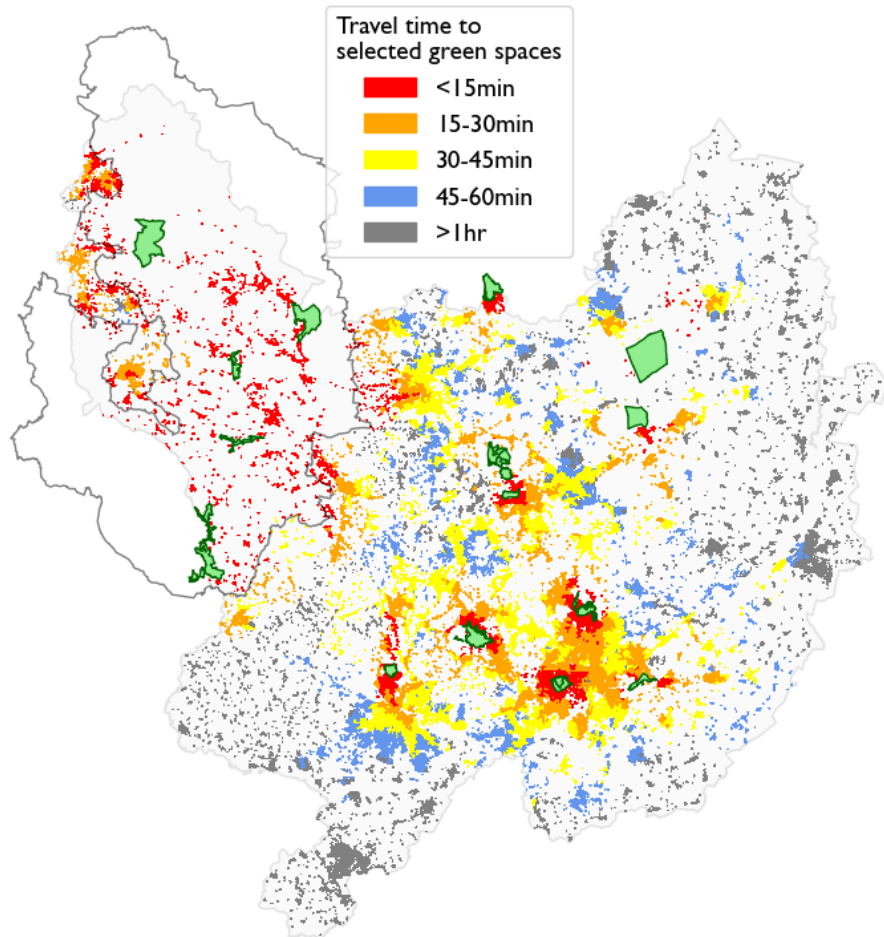 Travel time to
selected green spaces
<15min
15-30min
30-45min
45-60min
>1hr